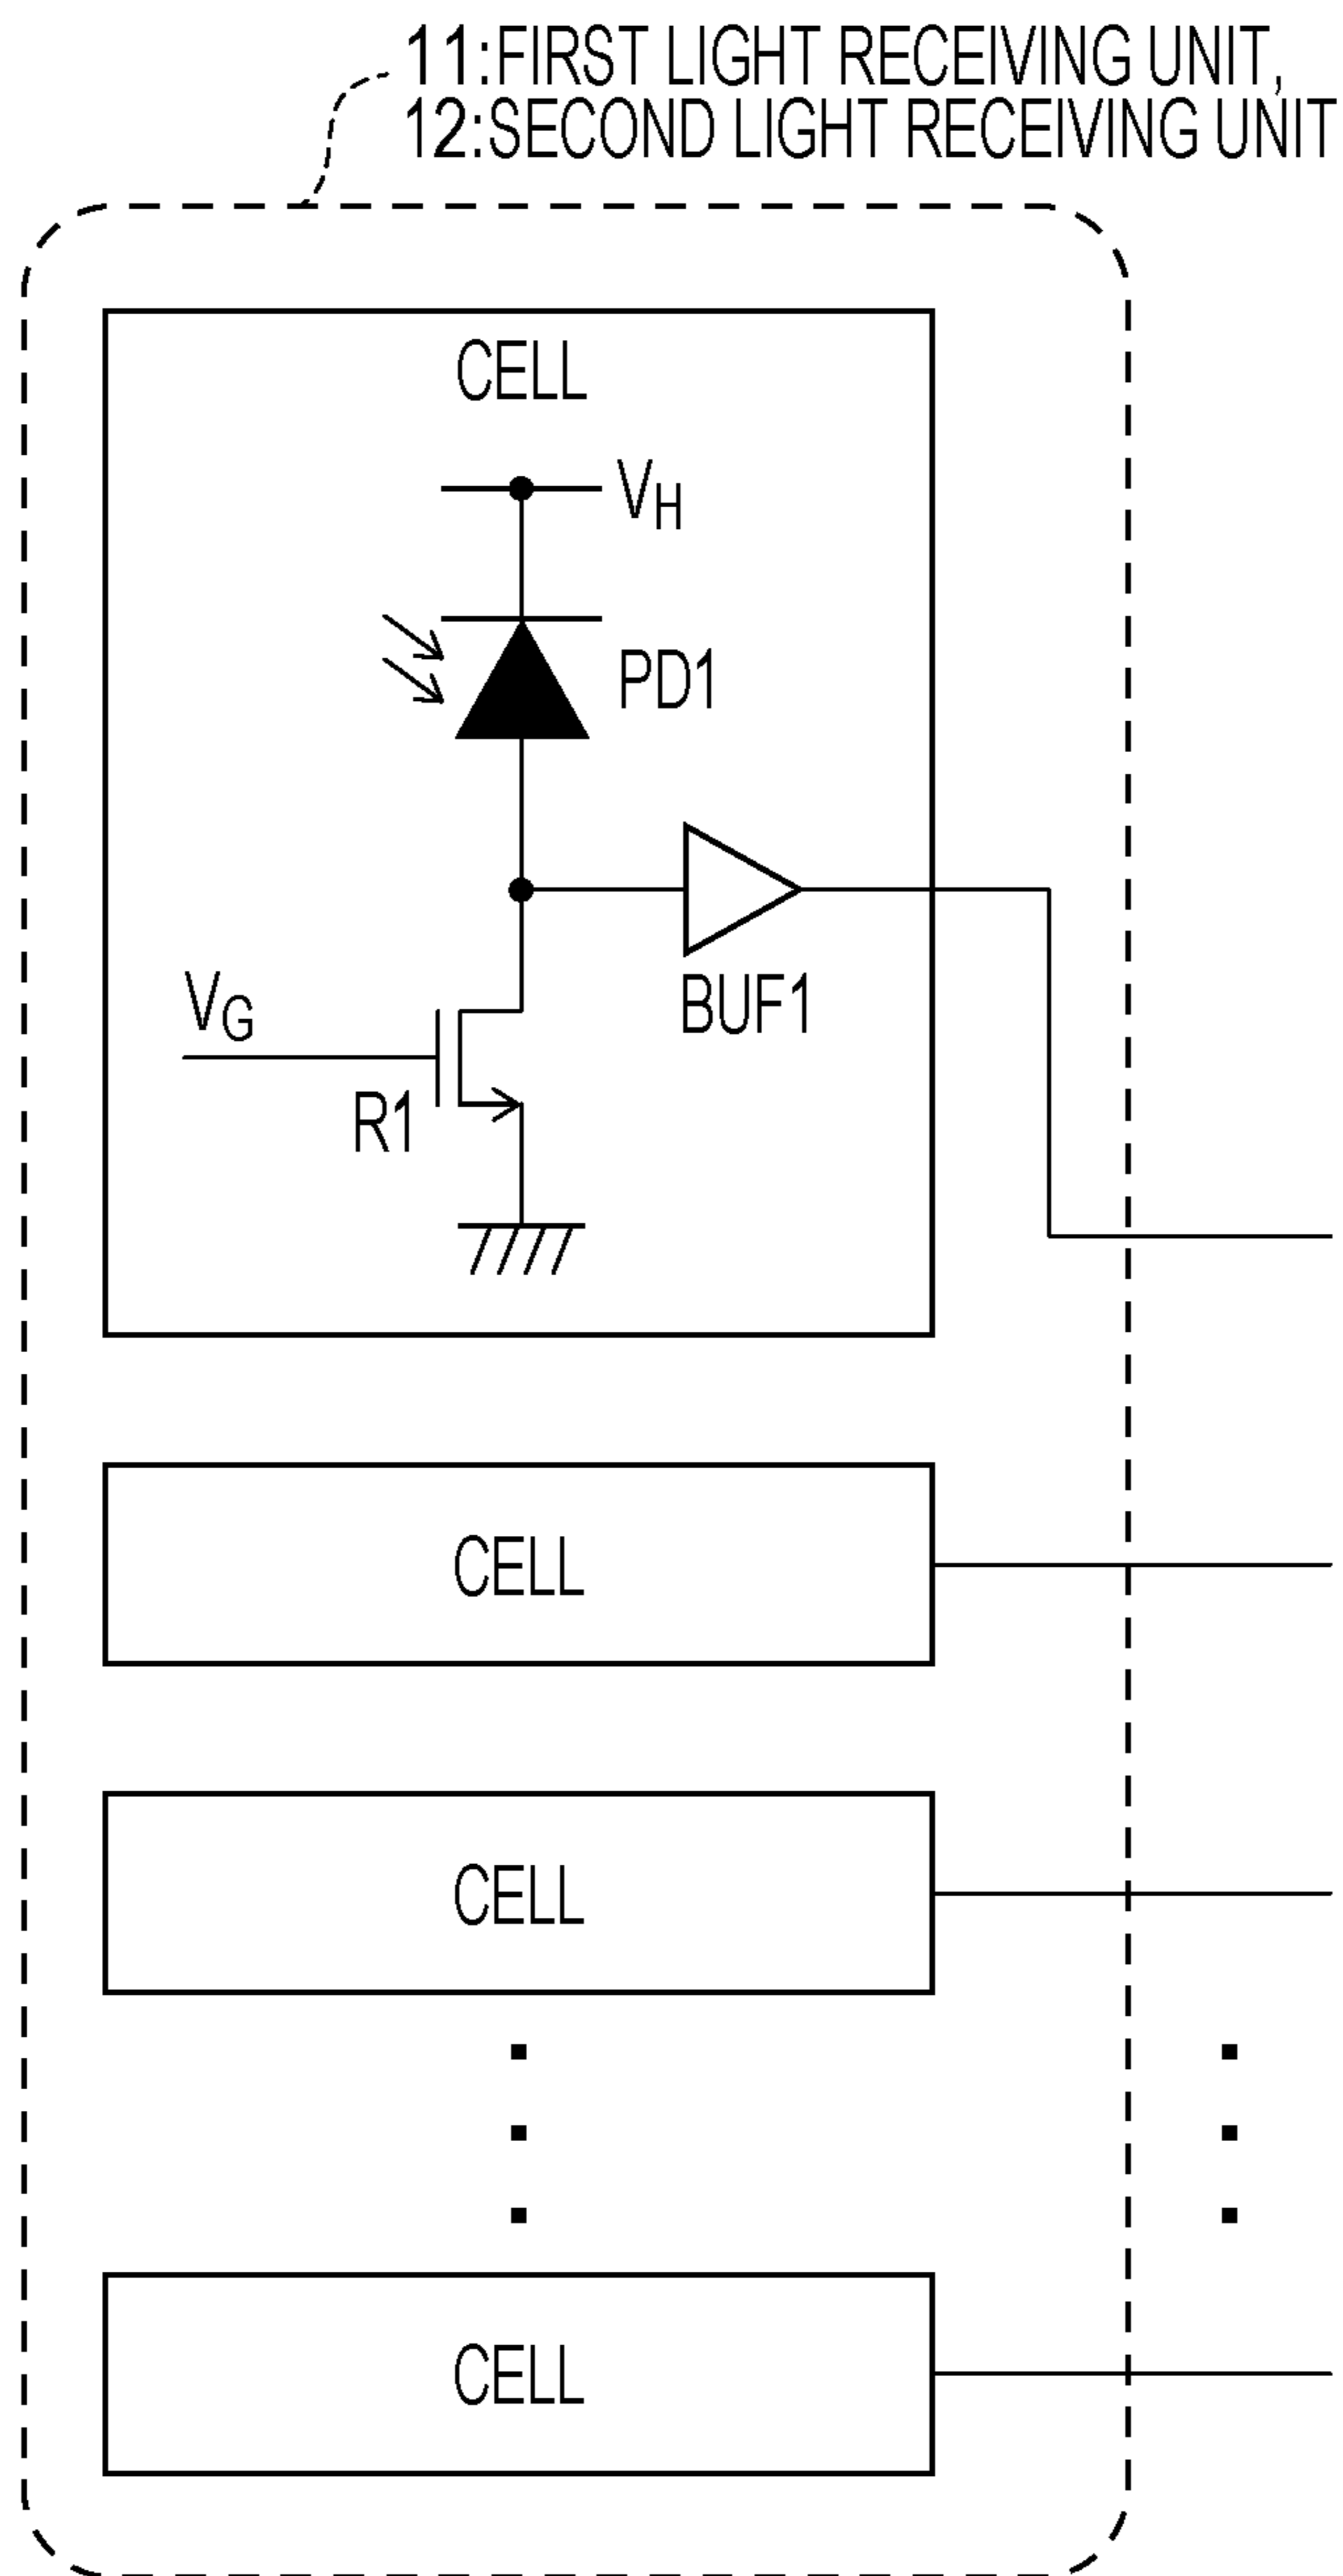 11:FIRST LIGHT RECEIVING UNIT,
12:SECOND LIGHT RECEIVING UNIT
CELL
VH
PD1
BUF1
VG
R1
CELL
CELL
CELL